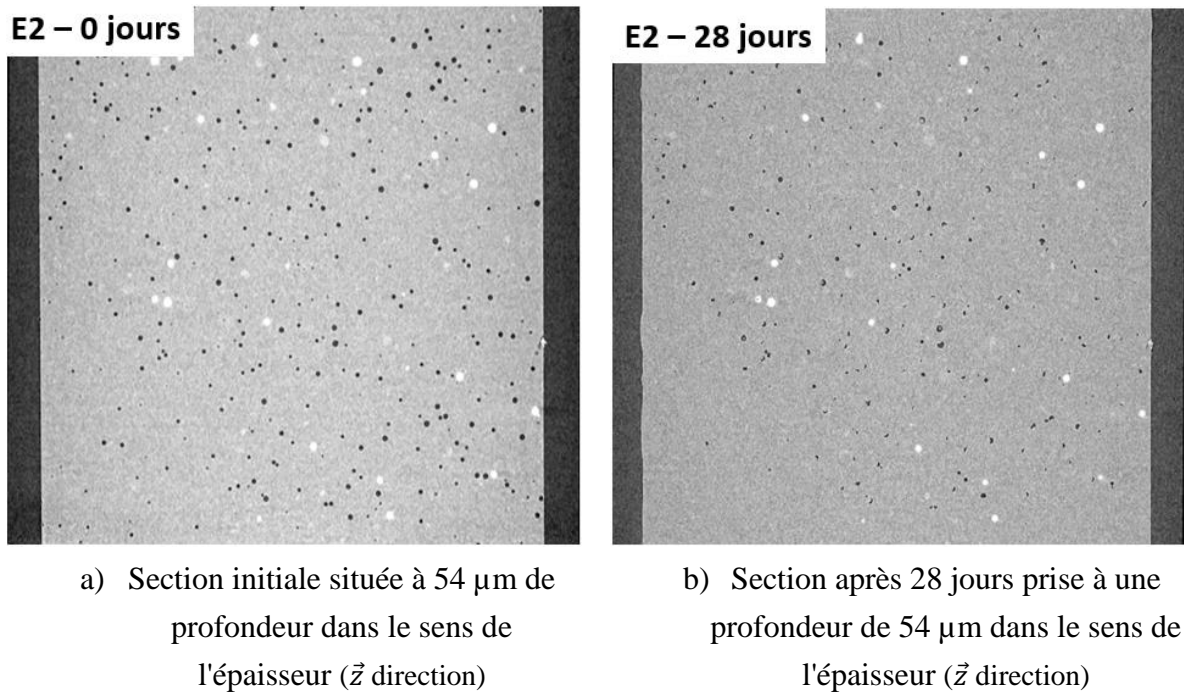 E2 – 0 jours
E2 – 28 jours
a) Section initiale située à 54 µm de
profondeur dans le sens de
l'épaisseur (z⃗ direction)
b) Section après 28 jours prise à une
profondeur de 54 µm dans le sens de
l'épaisseur (z⃗ direction)